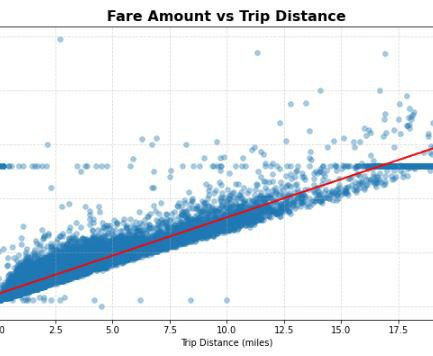 Fare Amount vs Trip Distance
0 2.5 5.0 7.5 10.0 12.5 15.0 17.5
Trip Distance (miles)